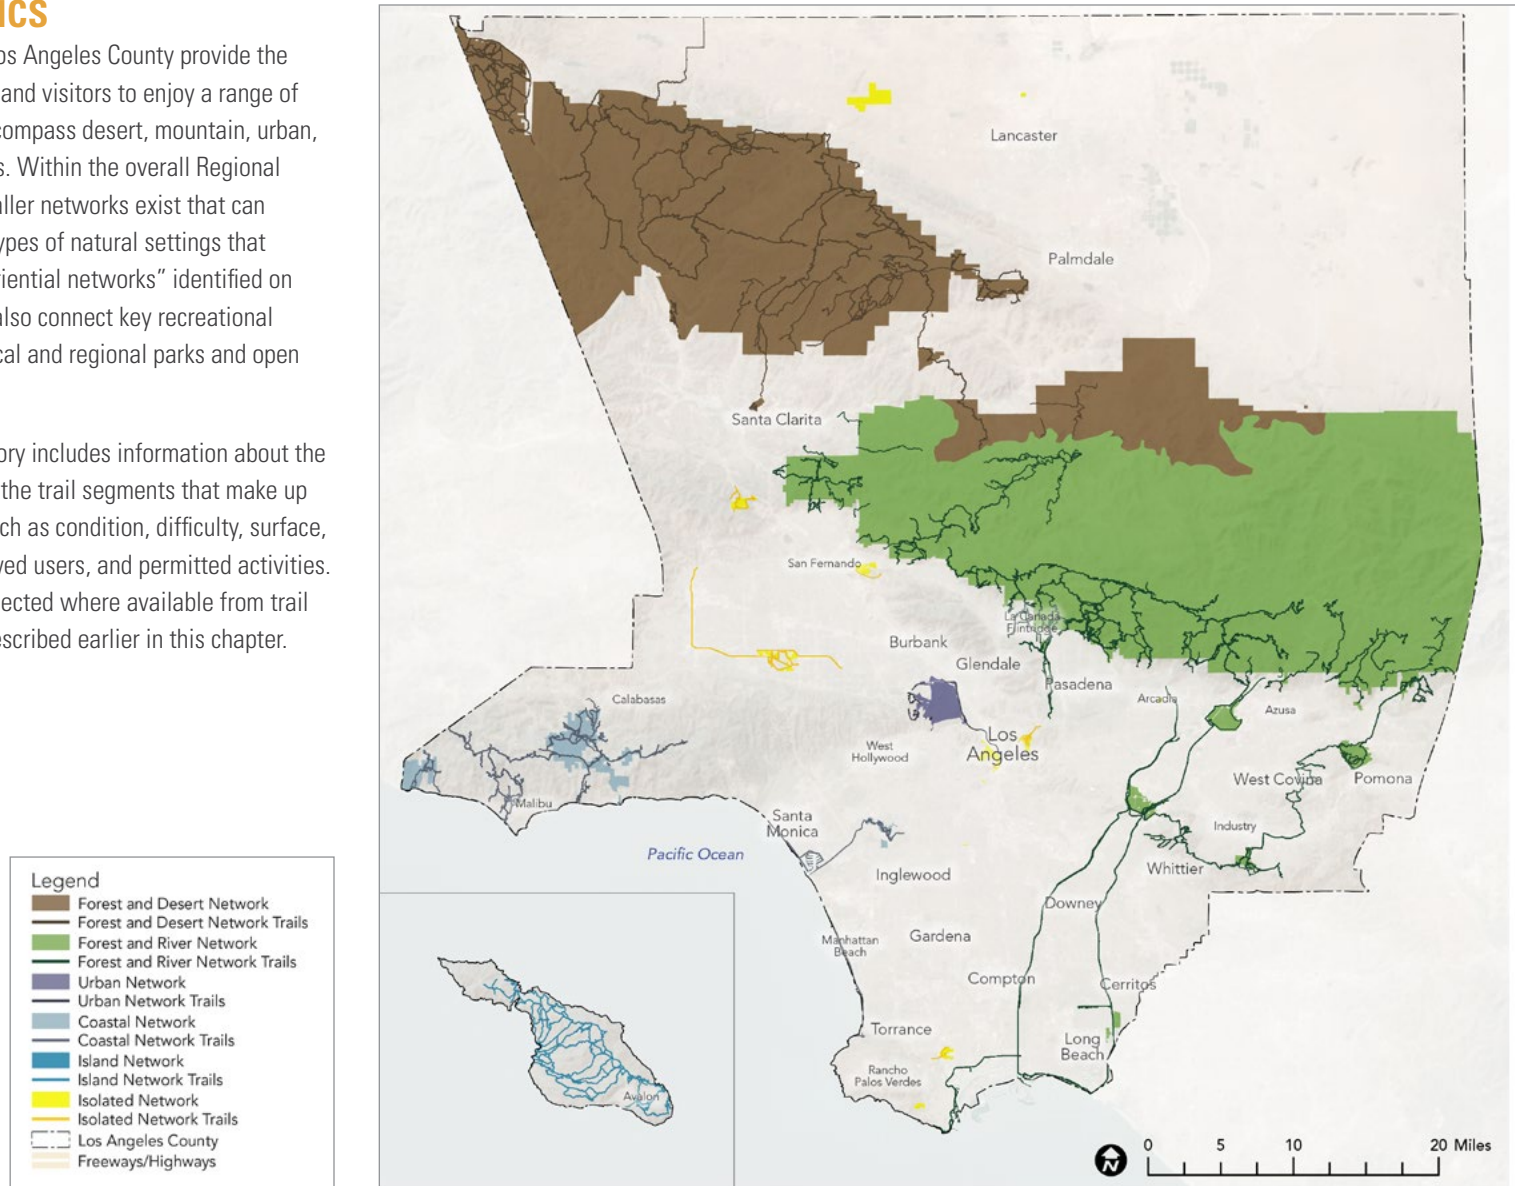 ICS
os Angeles County provide the
and visitors to enjoy a range of
compass desert, mountain, urban,
s. Within the overall Regional
aller networks exist that can
ypes of natural settings that
riential networks” identified on
also connect key recreational
cal and regional parks and open
ory includes information about the
the trail segments that make up
ch as condition, difficulty, surface,
ved users, and permitted activities.
ected where available from trail
escribed earlier in this chapter.
Lancaster
Palmdale
Santa Clarita
San Fernando
La Cañada
Flintridge
Burbank
Glendale
Pasadena
Calabasas
Arcadia
Azusa
Los
Angeles
West
Hollywood
West Covina
Pomona
Malibu
Santa
Monica
Industry
Pacific Ocean
Inglewood
Whittier
Downey
Manhattan
Beach
Gardena
Compton
Cerritos
Torrance
Long
Beach
Rancho
Palos Verdes
Avalon
Legend
Forest and Desert Network
Forest and Desert Network Trails
Forest and River Network
Forest and River Network Trails
Urban Network
Urban Network Trails
Coastal Network
Coastal Network Trails
Island Network
Island Network Trails
Isolated Network
Isolated Network Trails
Los Angeles County
Freeways/Highways
N
0 5 10 20 Miles